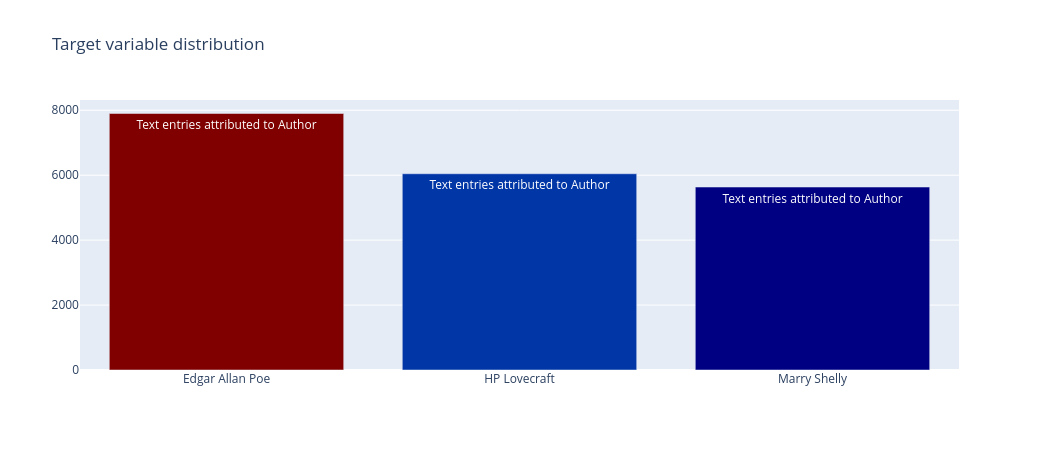 Target variable distribution
8000
6000
4000
2000
0
Text entries attributed to Author
Text entries attributed to Author
Text entries attributed to Author
Edgar Allan Poe
HP Lovecraft
Marry Shelly